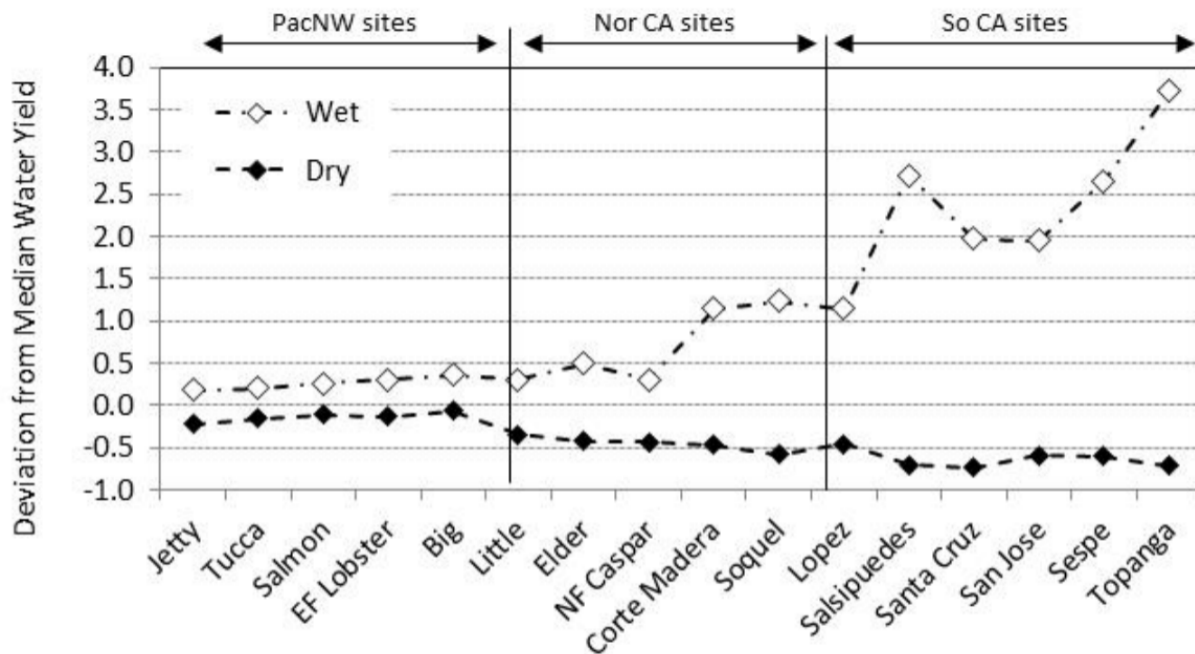 PacNW sites
Nor CA sites
So CA sites
Deviation from Median Water Yield
4.0
3.5
3.0
2.5
2.0
1.5
1.0
0.5
0.0
-0.5
-1.0
Wet
Dry
Jetty
Tucca
Salmon
EF Lobster
Big
Little
Elder
NF Caspar
Corte Madera
Soquel
Lopez
Salsipuedes
Santa Cruz
San Jose
Sespe
Topanga